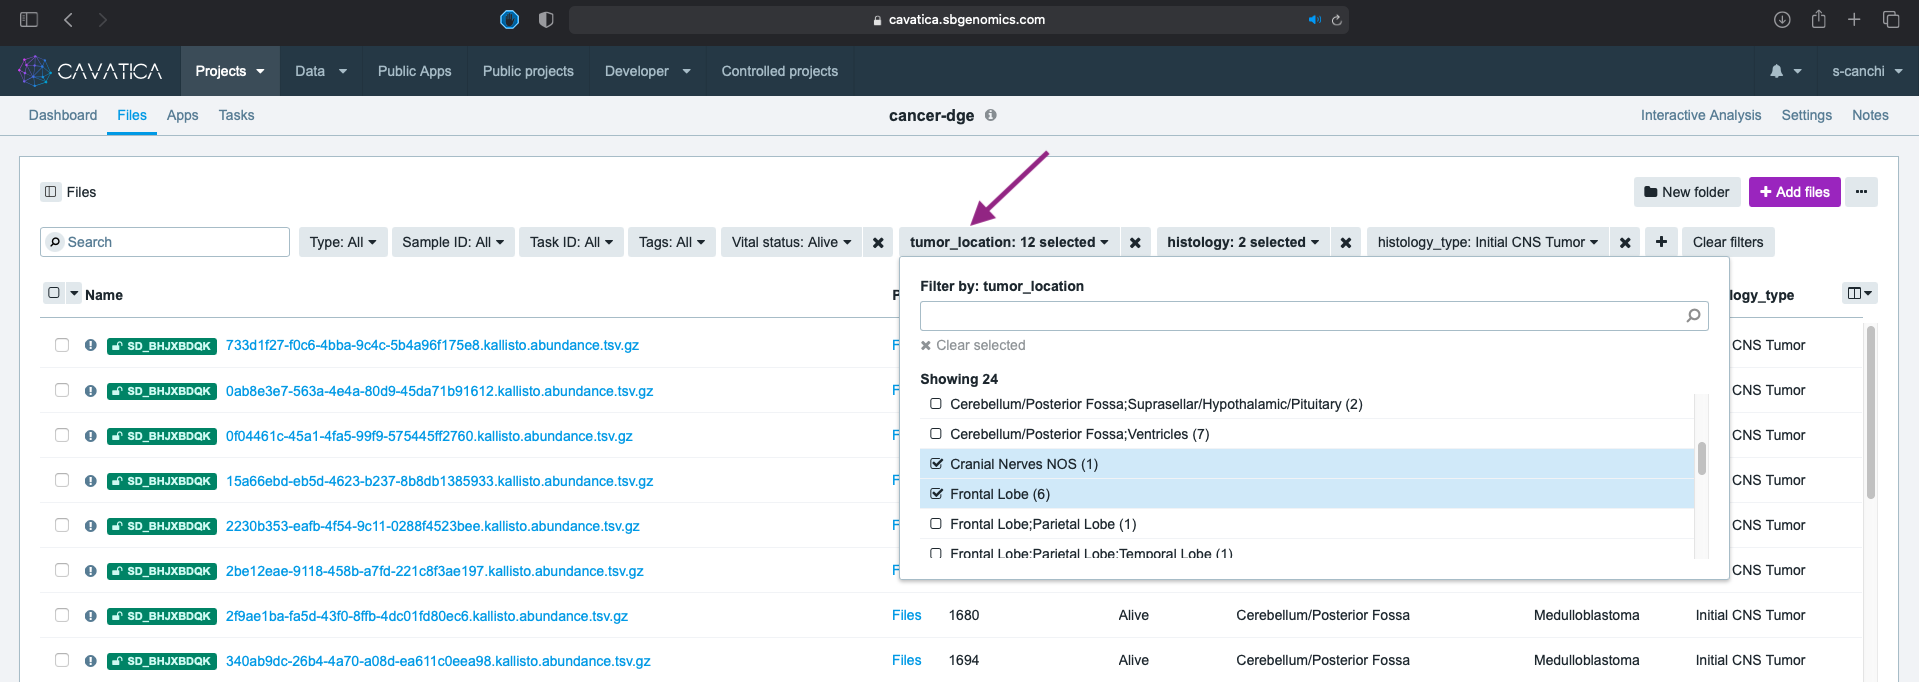 cavatica.sbgenomics.com
CAVATICA Projects Data Public Apps Public projects Developer Controlled projects s-canchi
Dashboard Files Apps Tasks cancer-dge Interactive Analysis Settings Notes
Files New folder + Add files ...
Search Type: All Sample ID: All Task ID: All Tags: All Vital status: Alive tumor_location: 12 selected histology: 2 selected histology_type: Initial CNS Tumor + Clear filters
Filter by: tumor_location
Name logy_type
733d1f27-f0c6-4bba-9c4c-5b4a96f175e8.kallisto.abundance.tsv.gz
SD_BHJXBDQK
Clear selected
CNS Tumor
Showing 24
SD_BHJXBDQK 0ab8e3e7-563a-4e4a-80d9-45da71b91612.kallisto.abundance.tsv.gz CNS Tumor
Cerebellum/Posterior Fossa;Suprasellar/Hypothalamic/Pituitary (2)
SD_BHJXBDQK 0f04461c-45a1-4fa5-99f9-575445ff2760.kallisto.abundance.tsv.gz CNS Tumor
Cerebellum/Posterior Fossa;Ventricles (7)
Cranial Nerves NOS (1)
SD_BHJXBDQK 15a66ebd-eb5d-4623-b237-8b8db1385933.kallisto.abundance.tsv.gz CNS Tumor
Frontal Lobe (6)
SD_BHJXBDQK 2230b353-eafb-4f54-9c11-0288f4523bee.kallisto.abundance.tsv.gz CNS Tumor
Frontal Lobe;Parietal Lobe (1)
Frontal Lobe;Parietal Lobe;Temporal Lobe (1)
SD_BHJXBDQK 2be12eae-9118-458b-a7fd-221c8f3ae197.kallisto.abundance.tsv.gz CNS Tumor
SD_BHJXBDQK 2f9ae1ba-fa5d-43f0-8ffb-4dc01fd80ec6.kallisto.abundance.tsv.gz Files 1680 Alive Cerebellum/Posterior Fossa Medulloblastoma Initial CNS Tumor
SD_BHJXBDQK 340ab9dc-26b4-4a70-a08d-ea611c0eea98.kallisto.abundance.tsv.gz Files 1694 Alive Cerebellum/Posterior Fossa Medulloblastoma Initial CNS Tumor